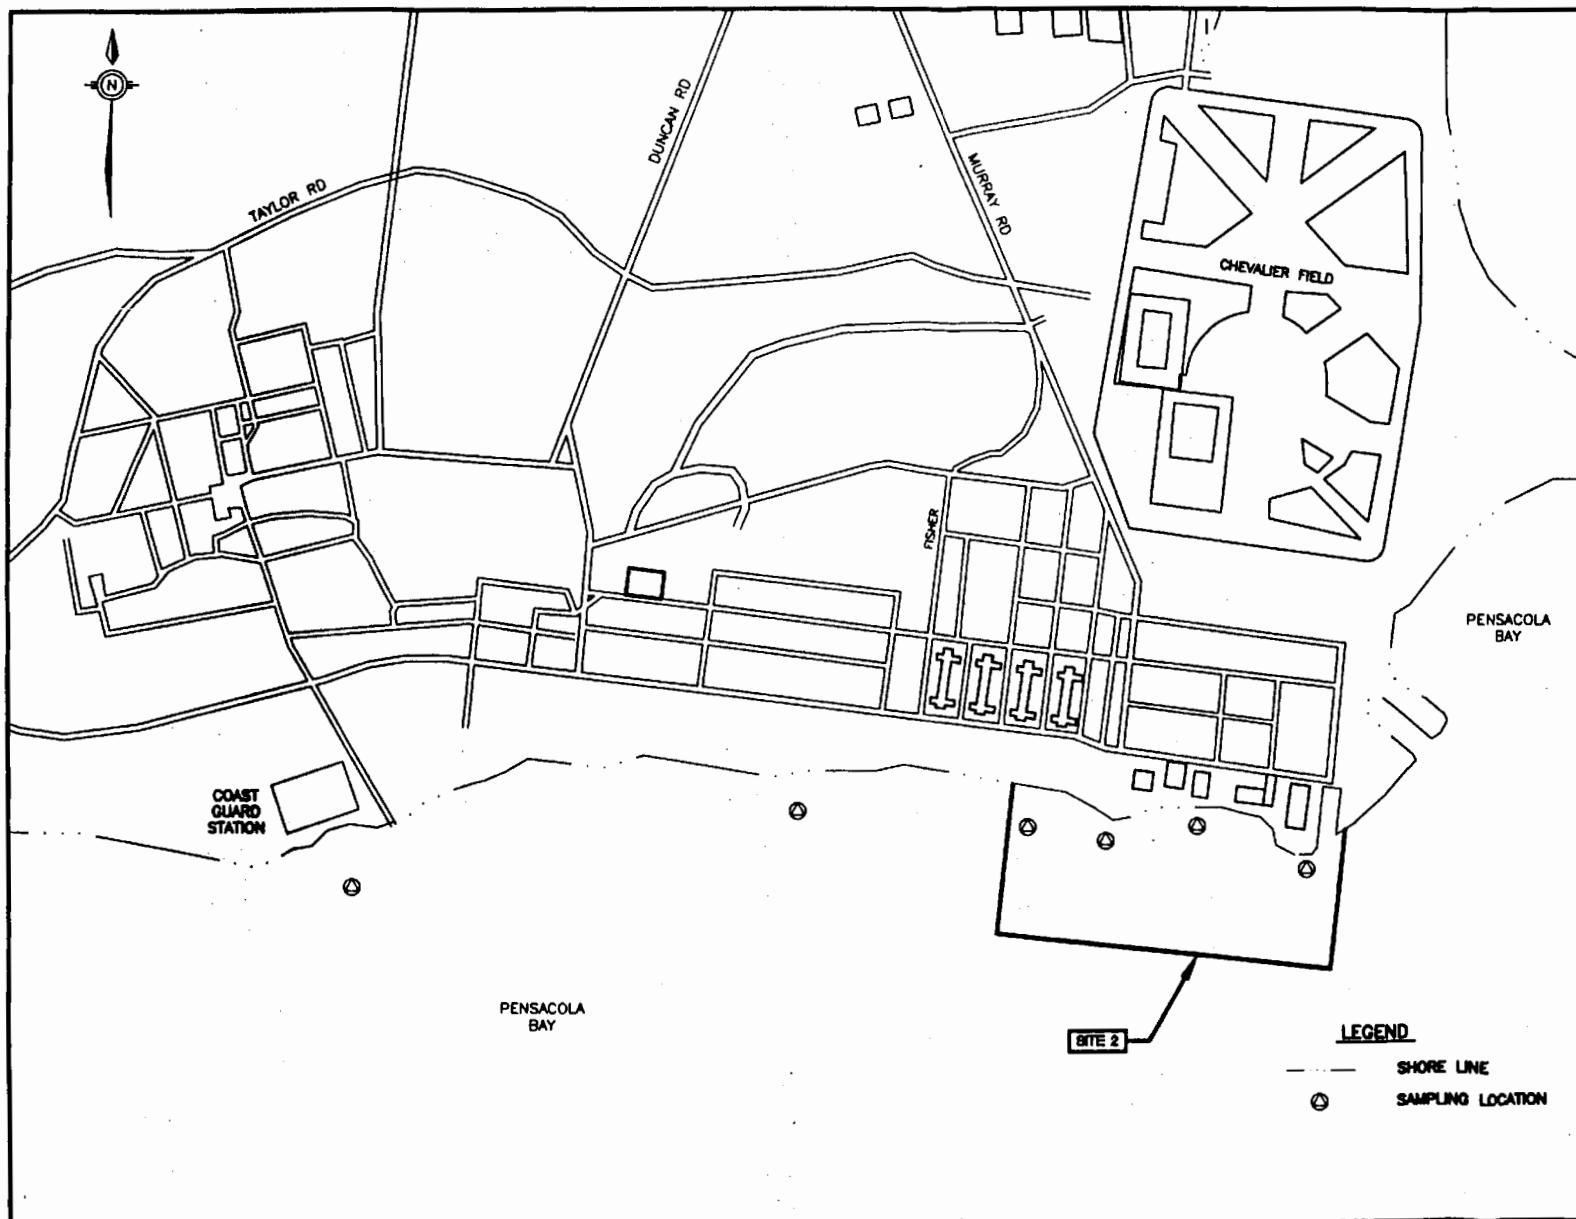 N
DUNCAN RD
TAYLOR RD
MURRAY RD
CHEVALIER FIELD
FISHER
PENSACOLA
BAY
COAST
GUARD
STATION
PENSACOLA
BAY
SITE 2
LEGEND
SHORE LINE
SAMPLING LOCATION